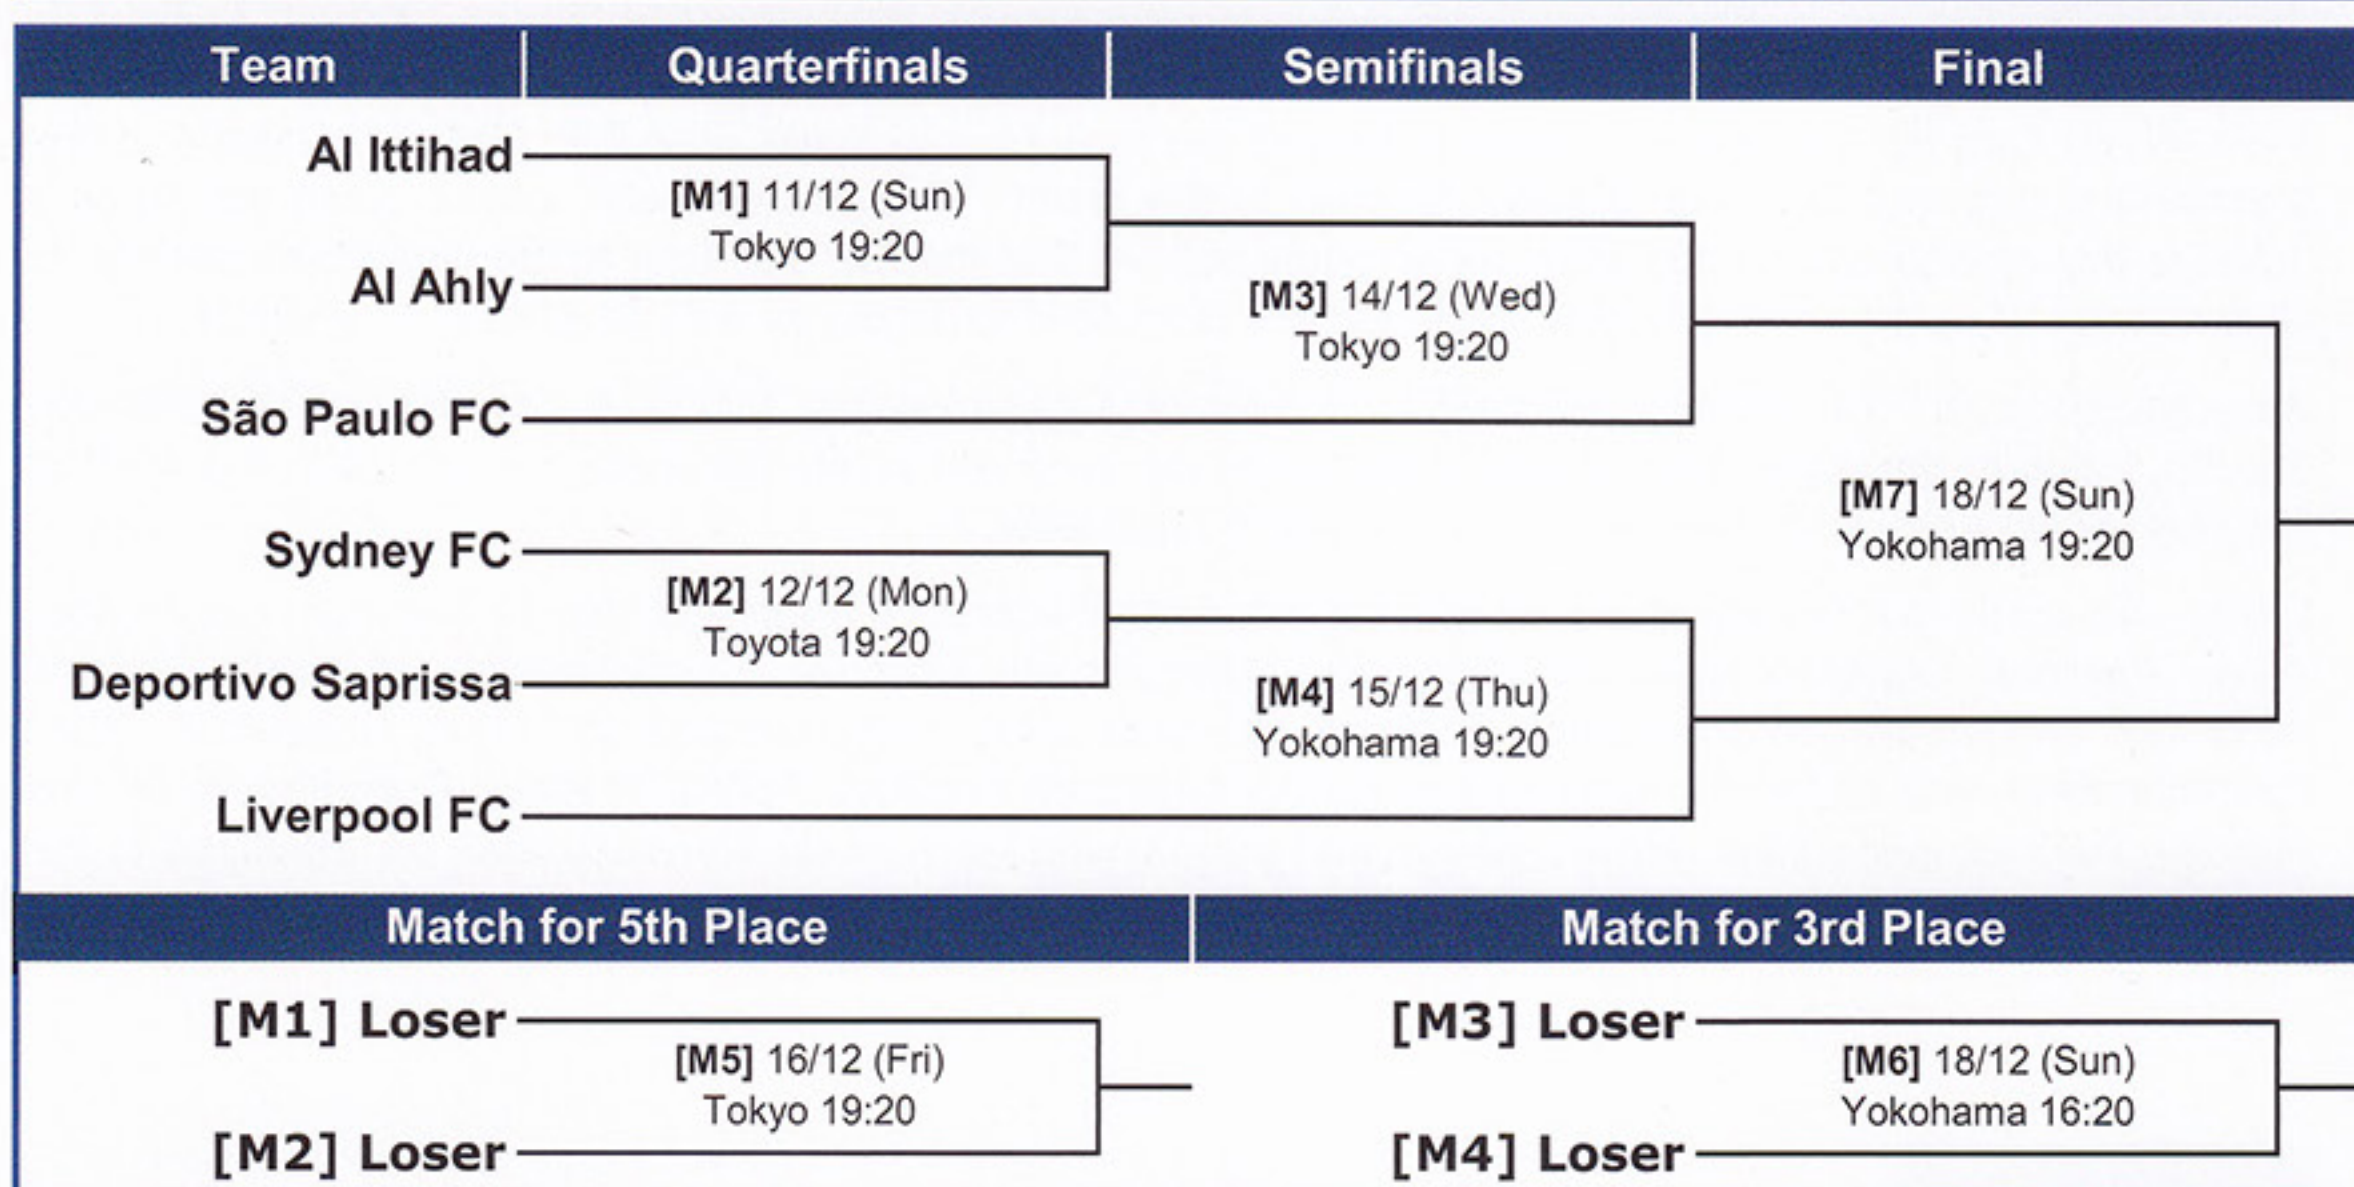 Team Quarterfinals Semifinals Final
Al Ittihad
[M1] 11/12 (Sun)
Tokyo 19:20
Al Ahly
[M3] 14/12 (Wed)
Tokyo 19:20
São Paulo FC
[M7] 18/12 (Sun)
Yokohama 19:20
Sydney FC
[M2] 12/12 (Mon)
Toyota 19:20
Deportivo Saprissa
[M4] 15/12 (Thu)
Yokohama 19:20
Liverpool FC
Match for 5th Place Match for 3rd Place
[M1] Loser
[M5] 16/12 (Fri)
Tokyo 19:20
[M2] Loser
[M3] Loser
[M6] 18/12 (Sun)
Yokohama 16:20
[M4] Loser